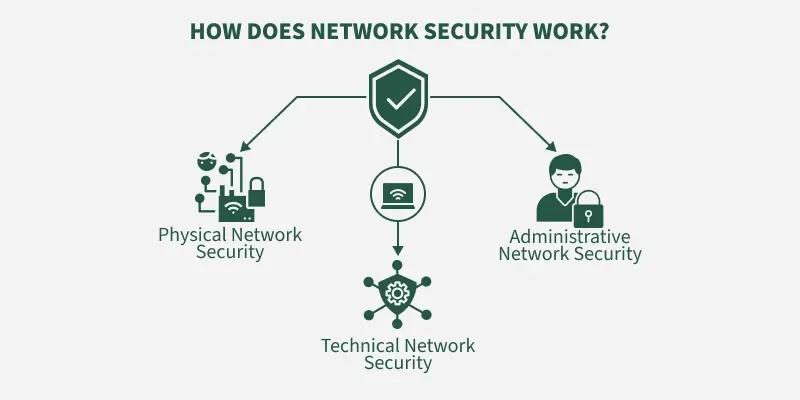 HOW DOES NETWORK SECURITY WORK?
Physical Network
Security
Administrative
Network Security
Technical Network
Security